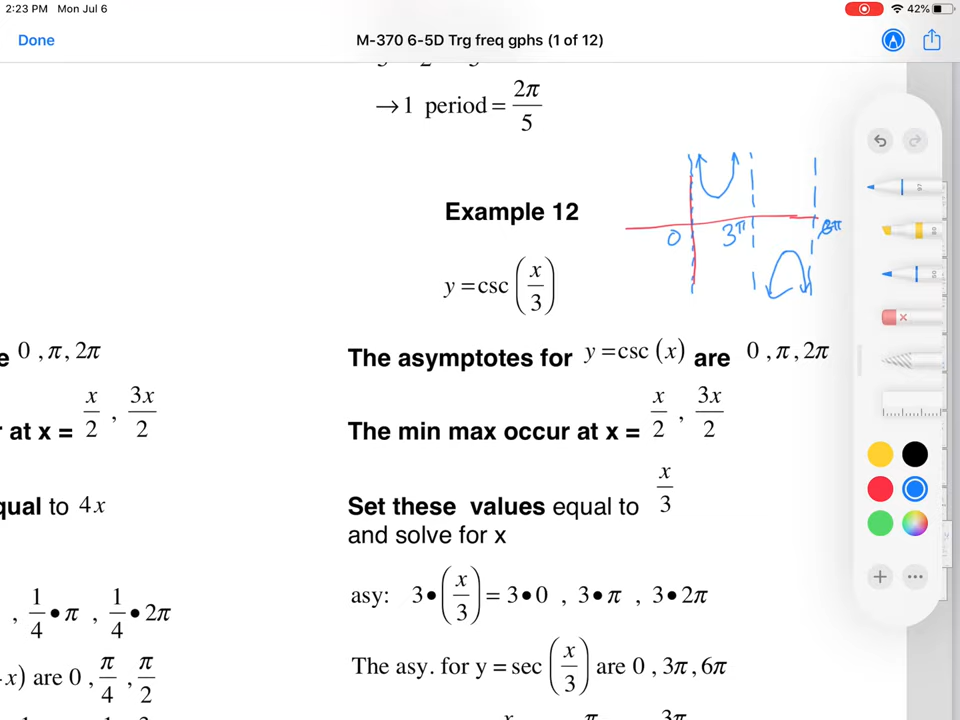 2:23 PM Mon Jul 6 42%
Done M-370 6-5D Trg freq gphs (1 of 12)
→1 period = 2π/5
Example 12
0 3π 6π
y = csc (x/3)
0 , π, 2π
The asymptotes for y = csc (x) are 0 , π, 2π
r at x = x/2 , 3x/2
The min max occur at x = x/2 , 3x/2
qual to 4x
Set these values equal to x/3
and solve for x
, 1/4 • π , 1/4 • 2π
asy: 3•(x/3) = 3•0 , 3•π , 3•2π
x) are 0 , π/4 , π/2
The asy. for y = sec (x/3) are 0 , 3π , 6π